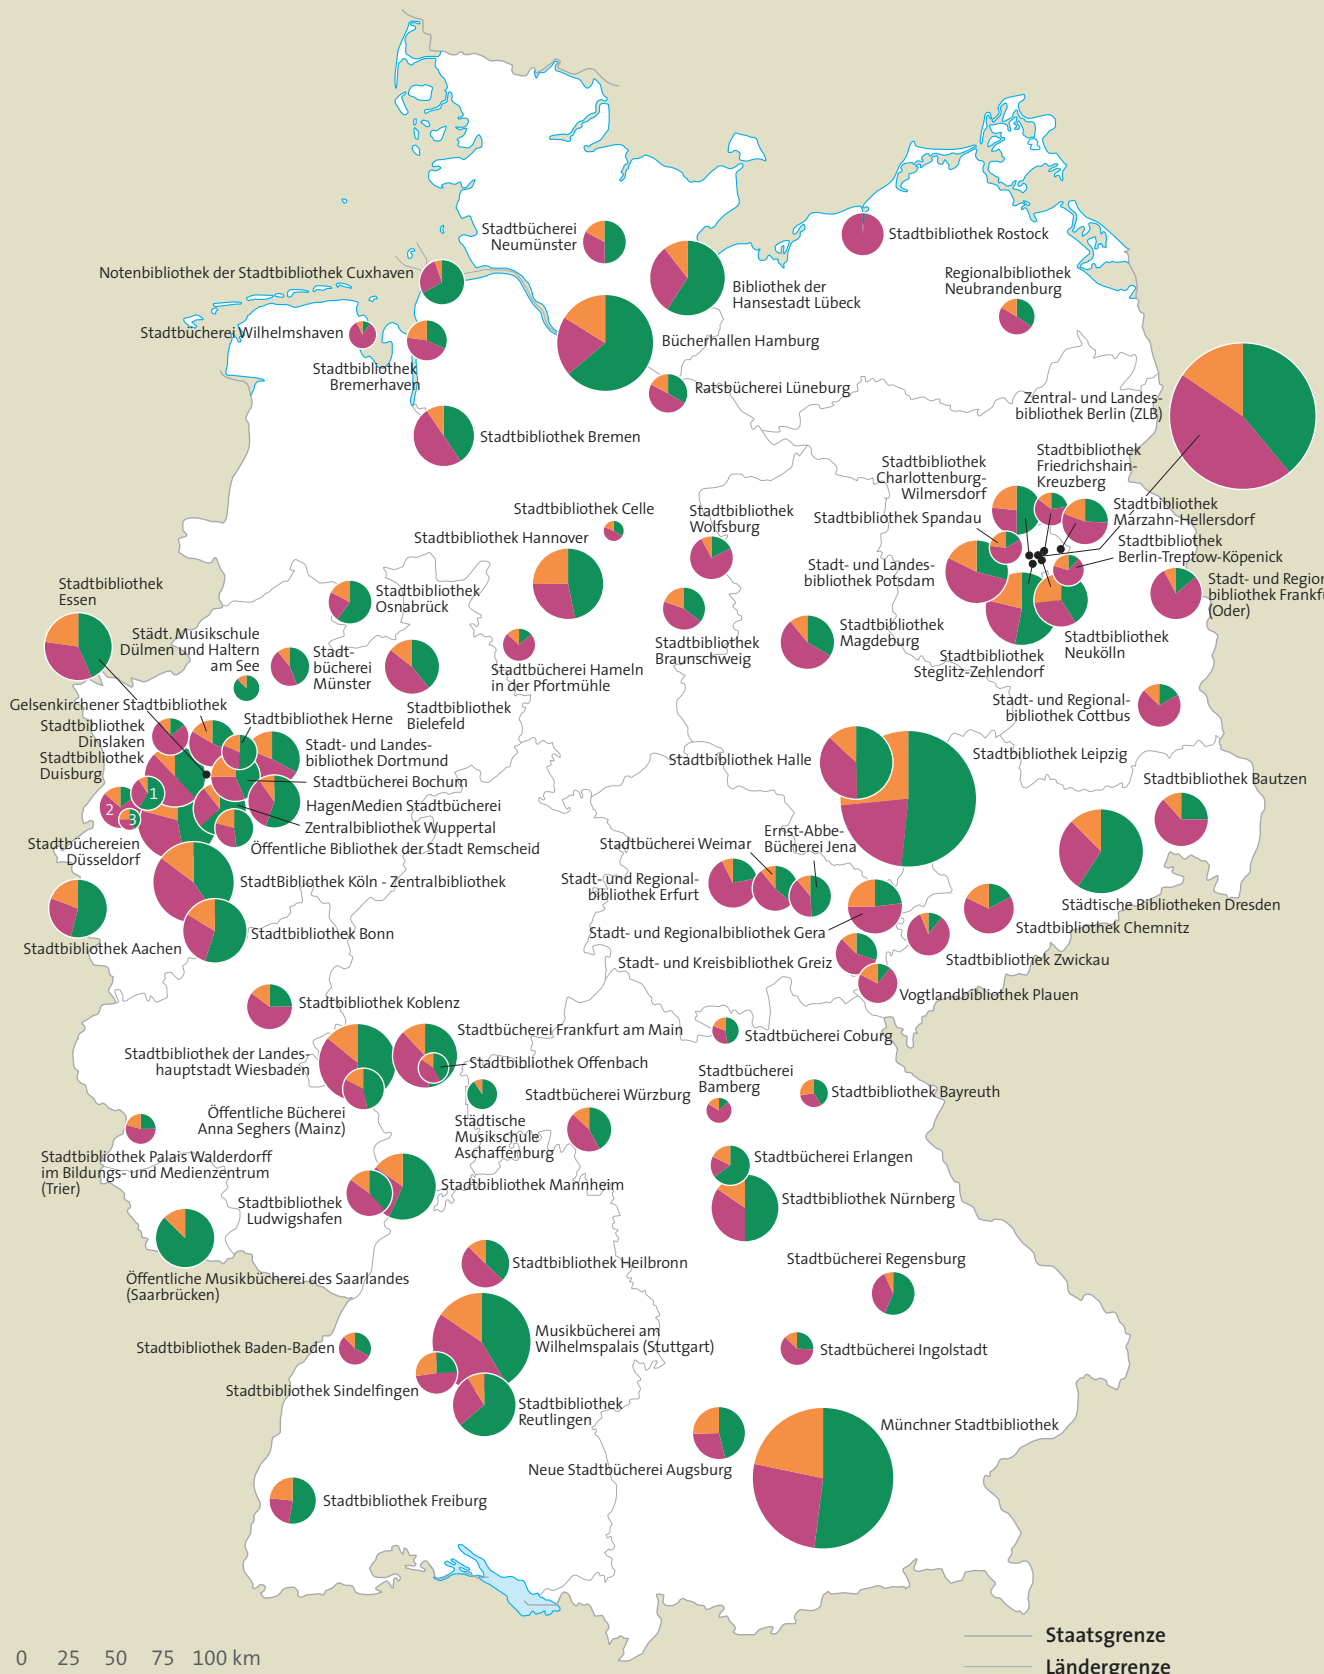 Stadtbücherei
Neumünster
Stadtbibliothek Rostock
Notenbibliothek der Stadtbibliothek Cuxhaven
Bibliothek der
Hansestadt Lübeck
Regionalbibliothek
Neubrandenburg
Stadtbücherei Wilhelmshaven
Bücherhallen Hamburg
Stadtbibliothek
Bremerhaven
Ratsbücherei Lüneburg
Zentral- und Landes-
bibliothek Berlin (ZLB)
Stadtbibliothek Bremen
Stadtbibliothek
Friedrichshain-
Kreuzberg
Stadtbibliothek
Charlottenburg-
Wilmersdorf
Stadtbibliothek
Marzahn-Hellersdorf
Stadtbibliothek Celle
Stadtbibliothek
Wolfsburg
Stadtbibliothek Spandau
Stadtbibliothek Hannover
Stadtbibliothek
Berlin-Treptow-Köpenick
Stadt- und Landes-
bibliothek Potsdam
Stadt- und Region
bibliothek Frankfu
(Oder)
Stadtbibliothek
Essen
Stadtbibliothek
Osnabrück
Städt. Musikschule
Dülmen und Haltern
am See
Stadt-
bücherei
Münster
Stadtbücherei Hameln
in der Pfortmühle
Stadtbibliothek
Braunschweig
Stadtbibliothek
Magdeburg
Stadtbibliothek
Neukölln
Stadtbibliothek
Steglitz-Zehlendorf
Stadtbibliothek
Bielefeld
Stadt- und Regional-
bibliothek Cottbus
Gelsenkirchener Stadtbibliothek
Stadtbibliothek
Dinslaken
Stadtbibliothek Herne
Stadtbibliothek
Duisburg
Stadt- und Landes-
bibliothek Dortmund
Stadtbibliothek Halle
Stadtbibliothek Leipzig
Stadtbücherei Bochum
Stadtbibliothek Bautzen
1
2
3
HagenMedien Stadtbücherei
Zentralbibliothek Wuppertal
Öffentliche Bibliothek der Stadt Remscheid
Stadtbüchereien
Düsseldorf
Stadtbücherei Weimar
Ernst-Abbe-
Bücherei Jena
StadtBibliothek Köln - Zentralbibliothek
Stadt- und Regional-
bibliothek Erfurt
Städtische Bibliotheken Dresden
Stadtbibliothek Aachen
Stadtbibliothek Bonn
Stadt- und Regionalbibliothek Gera
Stadtbibliothek Chemnitz
Stadt- und Kreisbibliothek Greiz
Stadtbibliothek Zwickau
Vogtlandbibliothek Plauen
Stadtbibliothek Koblenz
Stadtbücherei Frankfurt am Main
Stadtbücherei Coburg
Stadtbibliothek der Landes-
hauptstadt Wiesbaden
Stadtbibliothek Offenbach
Stadtbücherei
Bamberg
Stadtbücherei Würzburg
Stadtbibliothek Bayreuth
Öffentliche Bücherei
Anna Seghers (Mainz)
Städtische
Musikschule
Aschaffenburg
Stadtbibliothek Palais Walderdorff
im Bildungs- und Medienzentrum
(Trier)
Stadtbücherei Erlangen
Stadtbibliothek Mannheim
Stadtbibliothek Nürnberg
Stadtbibliothek
Ludwigshafen
Stadtbibliothek Heilbronn
Stadtbücherei Regensburg
Öffentliche Musikbücherei des Saarlandes
(Saarbrücken)
Musikbücherei am
Wilhelmspalais (Stuttgart)
Stadtbibliothek Baden-Baden
Stadtbücherei Ingolstadt
Stadtbibliothek Sindelfingen
Stadtbibliothek
Reutlingen
Münchner Stadtbibliothek
Neue Stadtbücherei Augsburg
Stadtbibliothek Freiburg
Staatsgrenze
0 25 50 75 100 km
Ländergrenze